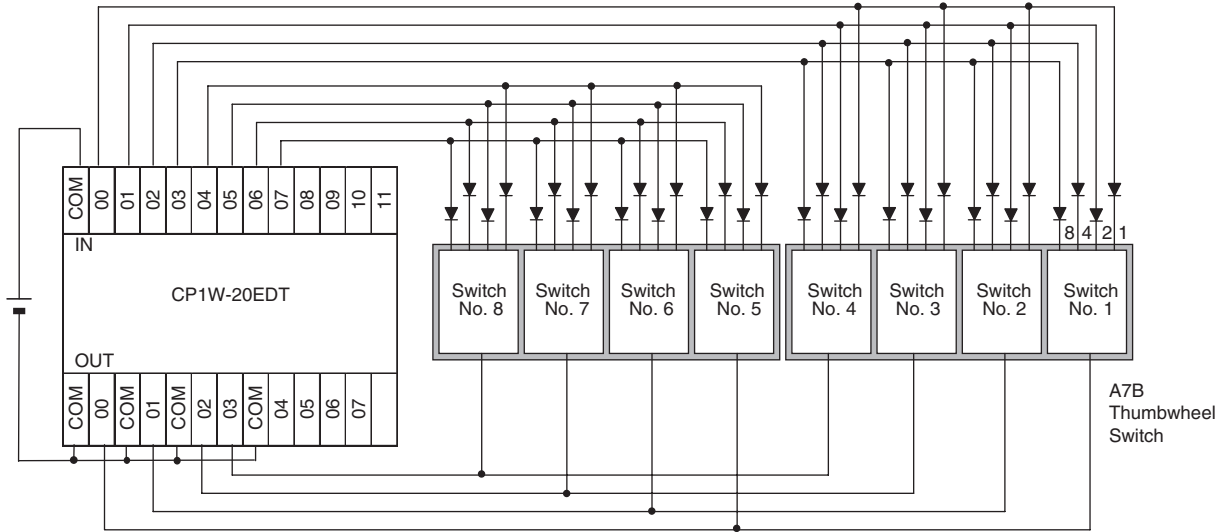 COM 00 01 02 03 04 05 06 07 08 09 10 11
IN
CP1W-20EDT
OUT
COM 00 COM 01 COM 02 03 COM 04 05 06 07
8 4 2 1
Switch No. 8
Switch No. 7
Switch No. 6
Switch No. 5
Switch No. 4
Switch No. 3
Switch No. 2
Switch No. 1
A7B
Thumbwheel
Switch